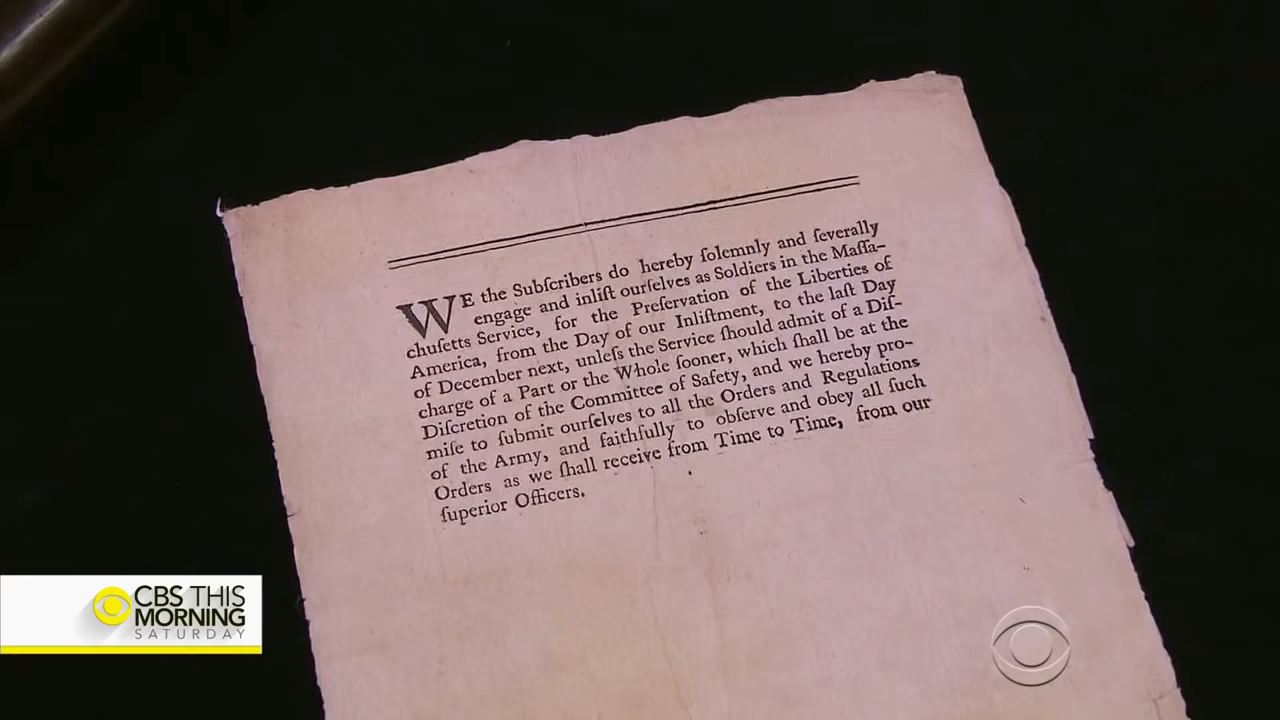 WE the Subſcribers do hereby ſolemnly and ſeverally
engage and inliſt ourſelves as Soldiers in the Maſſa-
chuſetts Service, for the Preſervation of the Liberties of
America, from the Day of our Inliſtment, to the laſt Day
of December next, unleſs the Service ſhould admit of a Diſ-
charge of a Part or the Whole ſooner, which ſhall be at the
Diſcretion of the Committee of Safety, and we hereby pro-
miſe to ſubmit ourſelves to all the Orders and Regulations
of the Army, and faithfully to obſerve and obey all ſuch
Orders as we ſhall receive from Time to Time, from our
ſuperior Officers.
CBS THIS
MORNING
SATURDAY